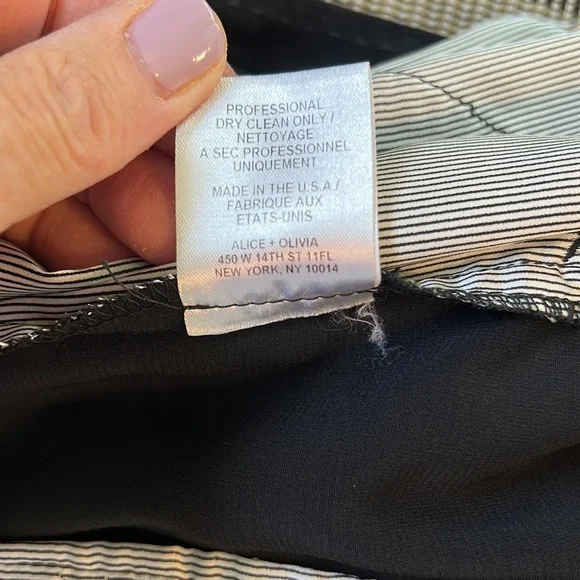 PROFESSIONAL
DRY CLEAN ONLY /
NETTOYAGE
A SEC PROFESSIONNEL
UNIQUEMENT
MADE IN THE U.S.A /
FABRIQUE AUX
ETATS-UNIS
ALICE + OLIVIA
450 W 14TH ST 11FL
NEW YORK, NY 10014